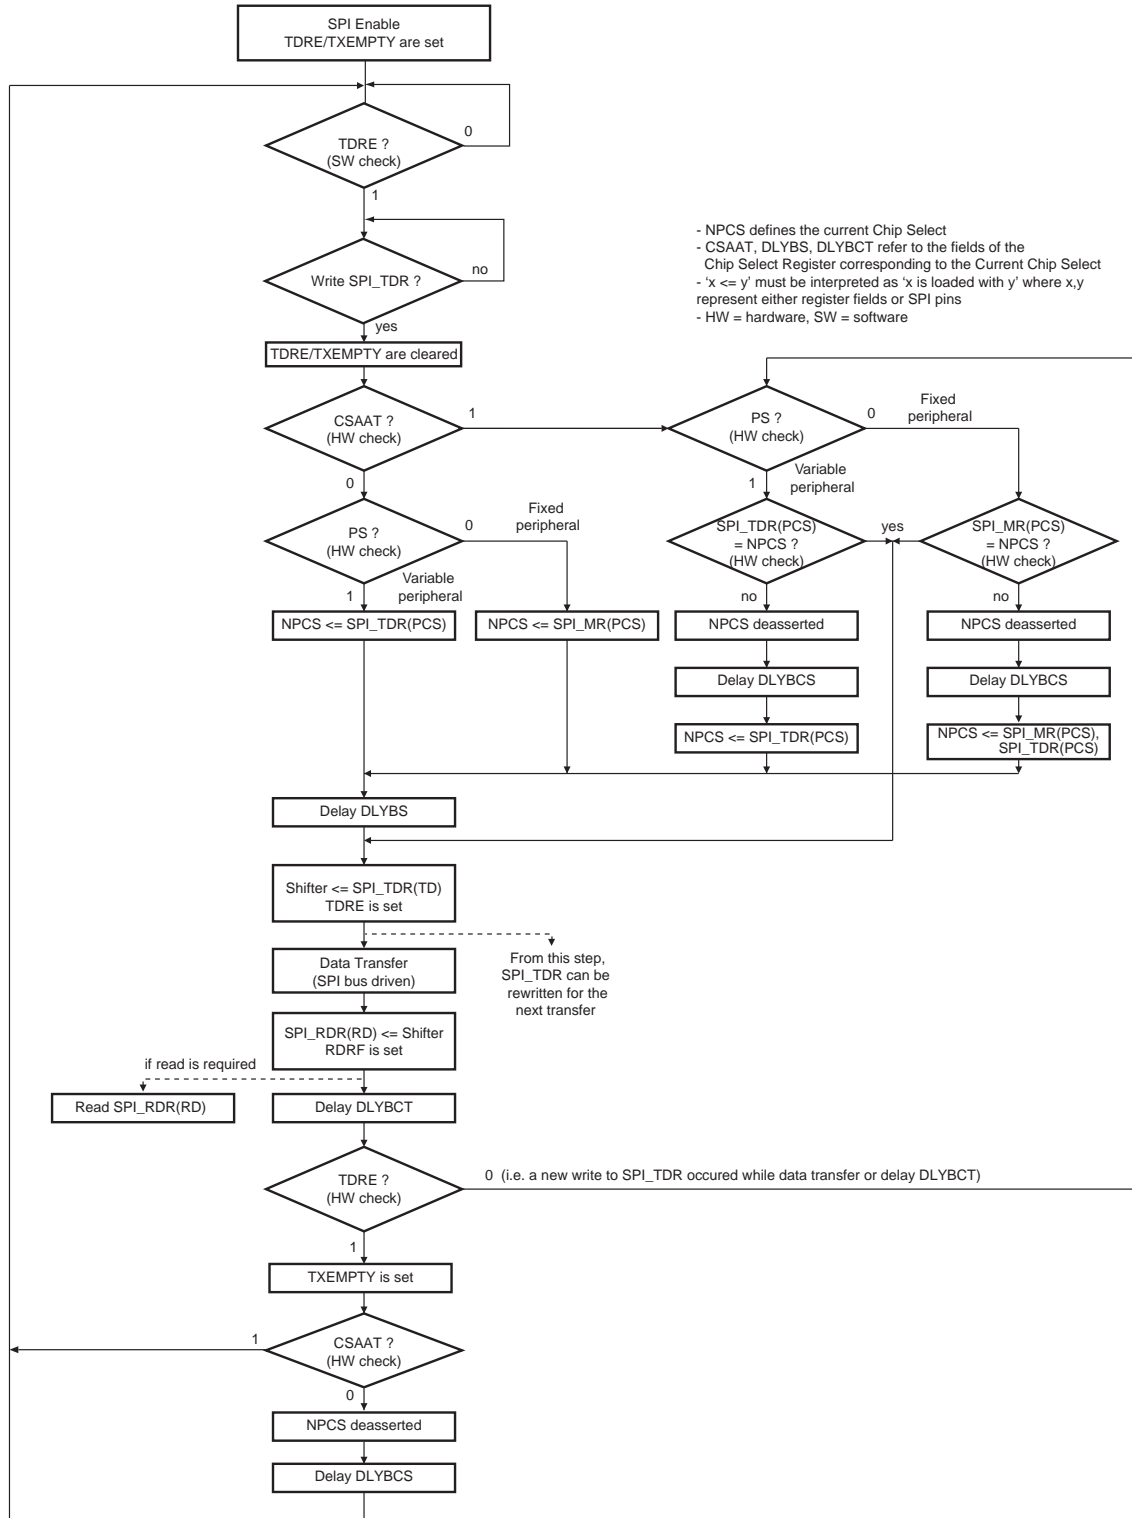 SPI Enable
TDRE/TXEMPTY are set
TDRE ?
(SW check)
0
1
Write SPI_TDR ?
no
yes
- NPCS defines the current Chip Select
- CSAAT, DLYBS, DLYBCT refer to the fields of the
Chip Select Register corresponding to the Current Chip Select
- ‘x <= y’ must be interpreted as ‘x is loaded with y’ where x,y
represent either register fields or SPI pins
- HW = hardware, SW = software
TDRE/TXEMPTY are cleared
CSAAT ?
(HW check)
1
0
PS ?
(HW check)
0
Fixed
peripheral
1
Variable
peripheral
PS ?
(HW check)
0
Fixed
peripheral
1
Variable
peripheral
SPI_TDR(PCS)
= NPCS ?
(HW check)
yes
no
SPI_MR(PCS)
= NPCS ?
(HW check)
no
NPCS <= SPI_TDR(PCS)
NPCS <= SPI_MR(PCS)
NPCS deasserted
NPCS deasserted
Delay DLYBCS
Delay DLYBCS
NPCS <= SPI_TDR(PCS)
NPCS <= SPI_MR(PCS),
SPI_TDR(PCS)
Delay DLYBS
Shifter <= SPI_TDR(TD)
TDRE is set
Data Transfer
(SPI bus driven)
From this step,
SPI_TDR can be
rewritten for the
next transfer
SPI_RDR(RD) <= Shifter
RDRF is set
if read is required
Read SPI_RDR(RD)
Delay DLYBCT
TDRE ?
(HW check)
0 (i.e. a new write to SPI_TDR occured while data transfer or delay DLYBCT)
1
TXEMPTY is set
CSAAT ?
(HW check)
1
0
NPCS deasserted
Delay DLYBCS